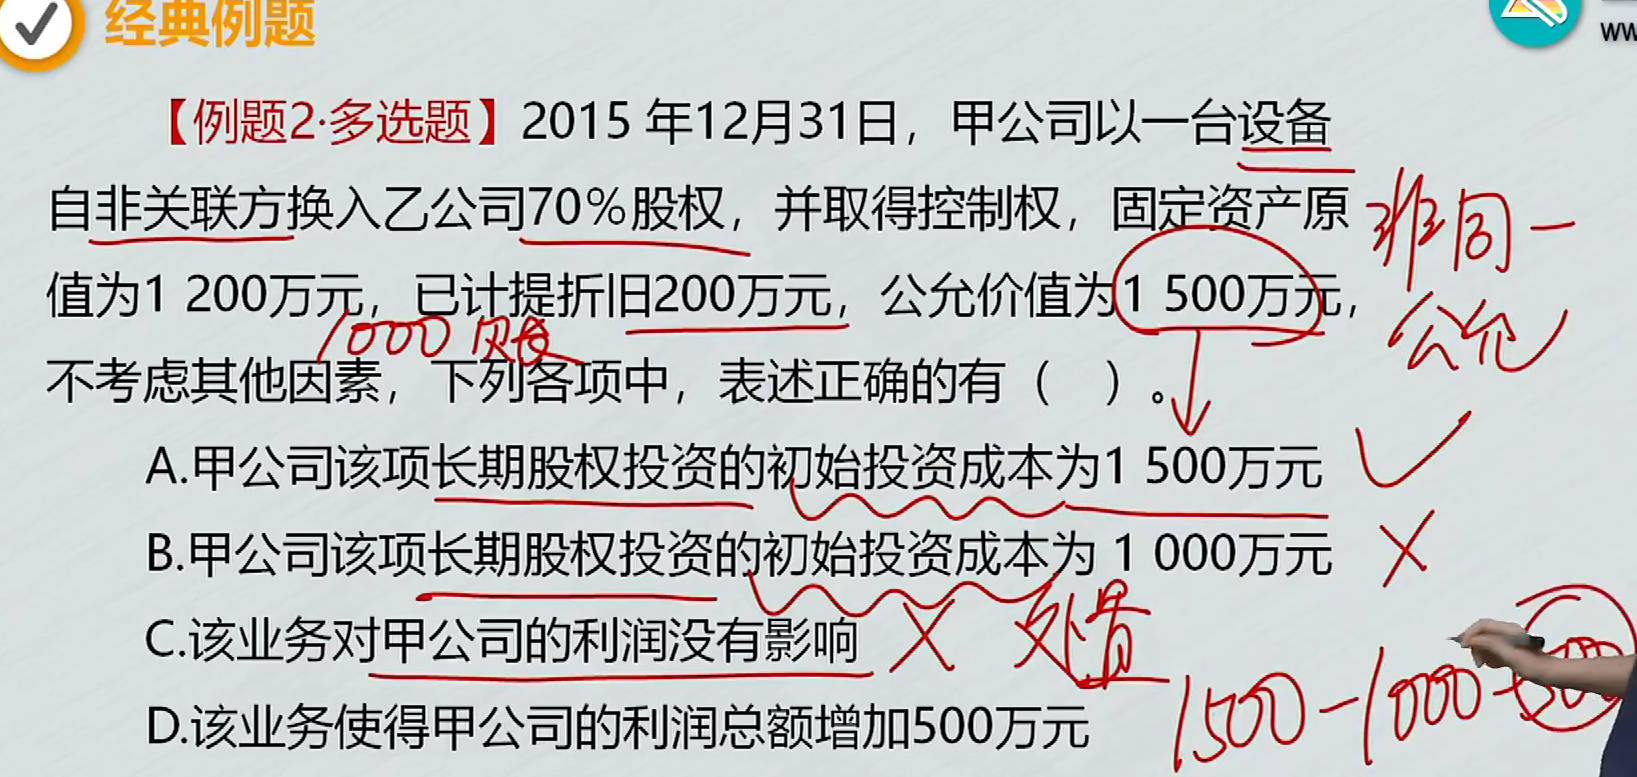 经典例题
ww
【例题2·多选题】2015 年12月31日，甲公司以一台设备
自非关联方换入乙公司70%股权，并取得控制权，固定资产原
非同一
值为1 200万元，已计提折旧200万元，公允价值为1 500万元，
公允
1000
不考虑其他因素，下列各项中，表述正确的有（ ）。
A.甲公司该项长期股权投资的初始投资成本为1 500万元
B.甲公司该项长期股权投资的初始投资成本为 1 000万元
C.该业务对甲公司的利润没有影响
处置
D.该业务使得甲公司的利润总额增加500万元
1500-1000